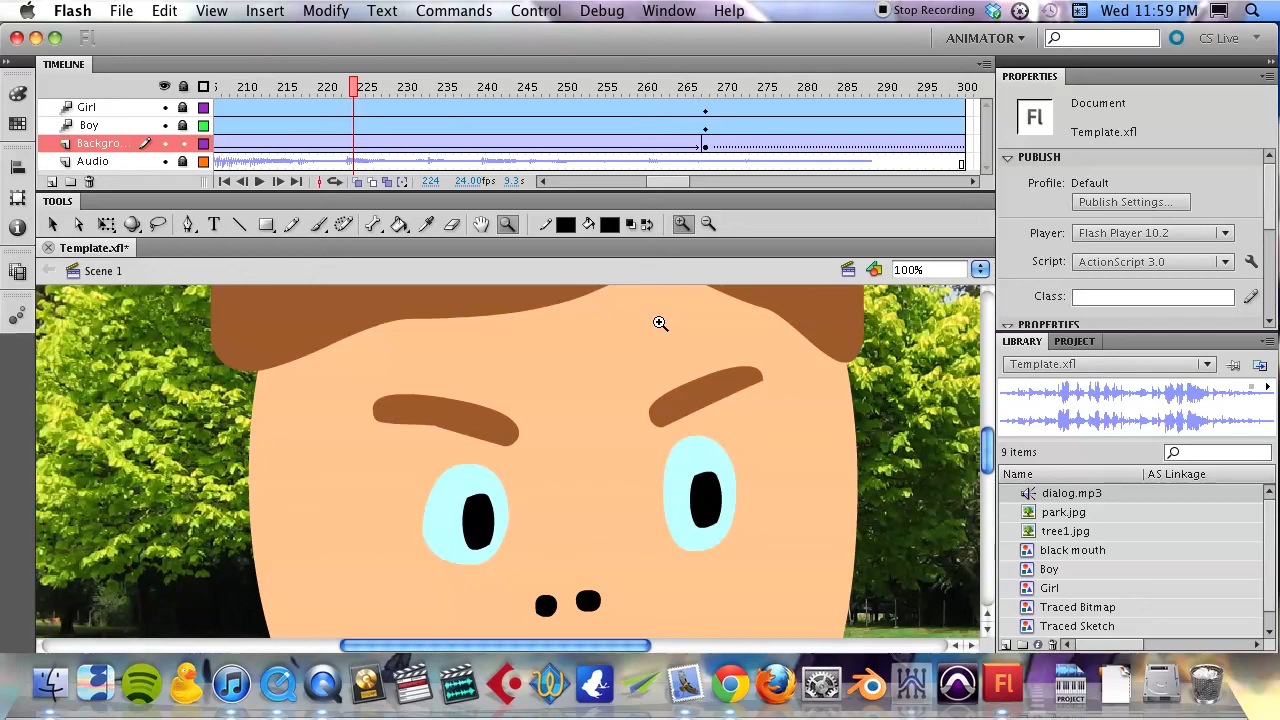 Flash File Edit View Insert Modify Text Commands Control Debug Window Help Stop Recording Wed 11:59 PM
Fl ANIMATOR CS Live
TIMELINE
210 215 220 225 230 235 240 245 250 255 260 265 270 275 280 285 290 295 300
Girl
Boy
Backgro...
Audio
224 24.00fps 9.3s
TOOLS
T
Template.xfl*
Scene 1 100%
PROPERTIES
Fl Document
Template.xfl
PUBLISH
Profile: Default
Publish Settings...
Player: Flash Player 10.2
Script: ActionScript 3.0
Class:
PROPERTIES
LIBRARY PROJECT
Template.xfl
9 items
Name AS Linkage
dialog.mp3
park.jpg
tree1.jpg
black mouth
Boy
Girl
Traced Bitmap
Traced Sketch
Fl